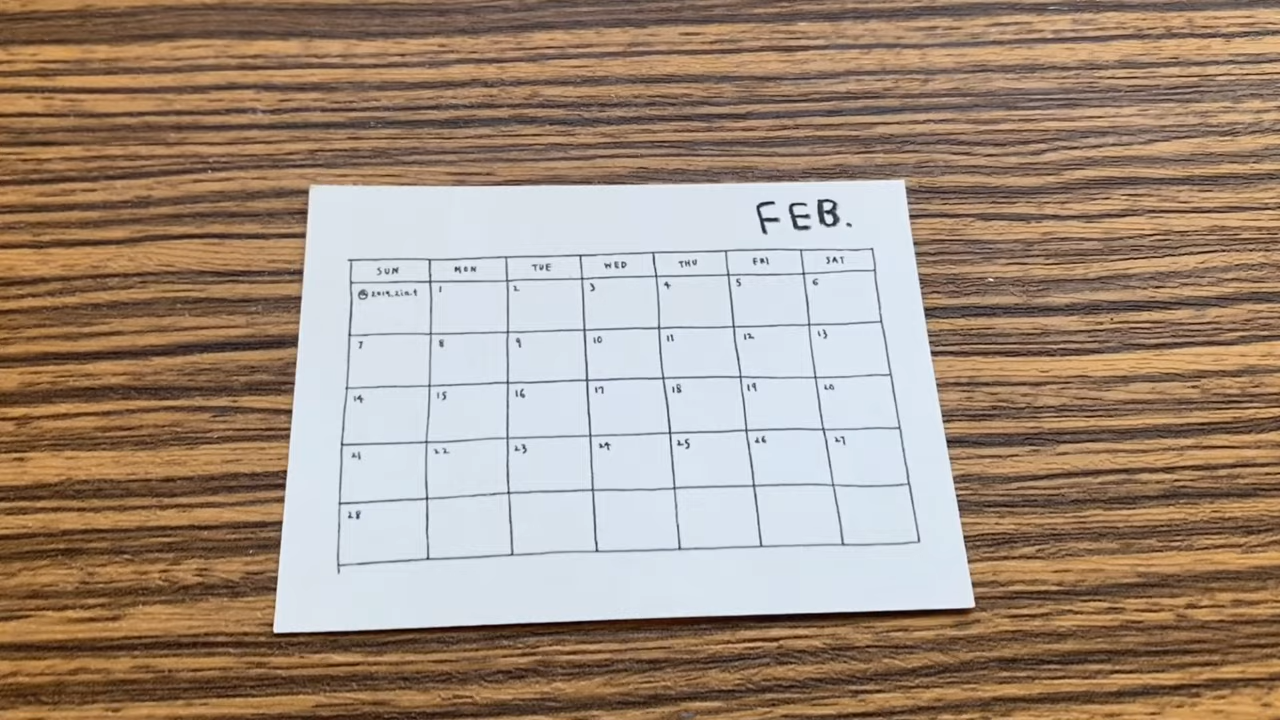 FEB.
SUN MON TUE WED THU FRI SAT
1 2 3 4 5 6
7 8 9 10 11 12 13
14 15 16 17 18 19 20
21 22 23 24 25 26 27
28